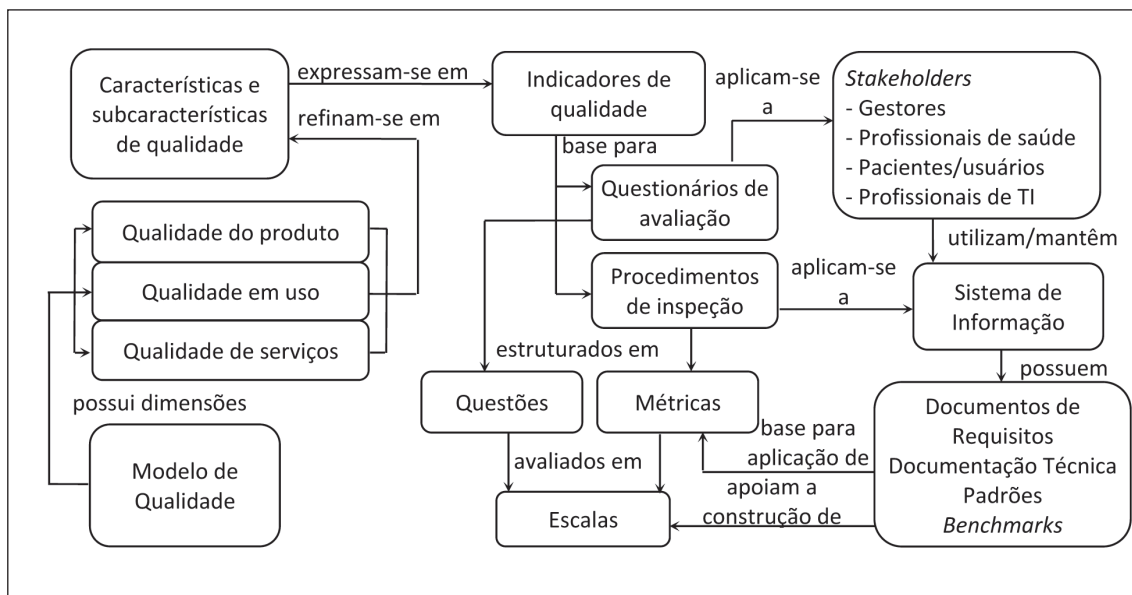 Características e
subcaracterísticas
de qualidade
expressam-se em
refinam-se em
Indicadores de
qualidade
aplicam-se
a
Stakeholders
- Gestores
- Profissionais de saúde
- Pacientes/usuários
- Profissionais de TI
base para
Questionários de
avaliação
Qualidade do produto
Qualidade em uso
Qualidade de serviços
utilizam/mantêm
Procedimentos
de inspeção
aplicam-se
a
Sistema de
Informação
estruturados em
possuem
possui dimensões
Questões
Métricas
Documentos de
Requisitos
Documentação Técnica
Padrões
Benchmarks
base para
aplicação de
Modelo de
Qualidade
avaliados em
apoiam a
construção de
Escalas